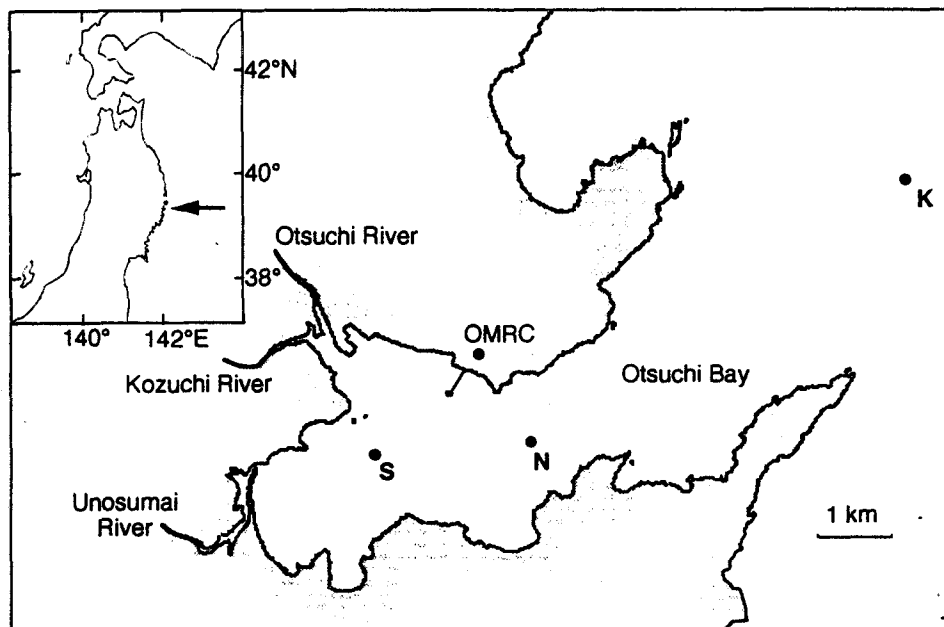 42°N
40°
38°
140°
142°E
K
Otsuchi River
OMRC
Kozuchi River
Otsuchi Bay
S
N
Unosumai
River
1 km